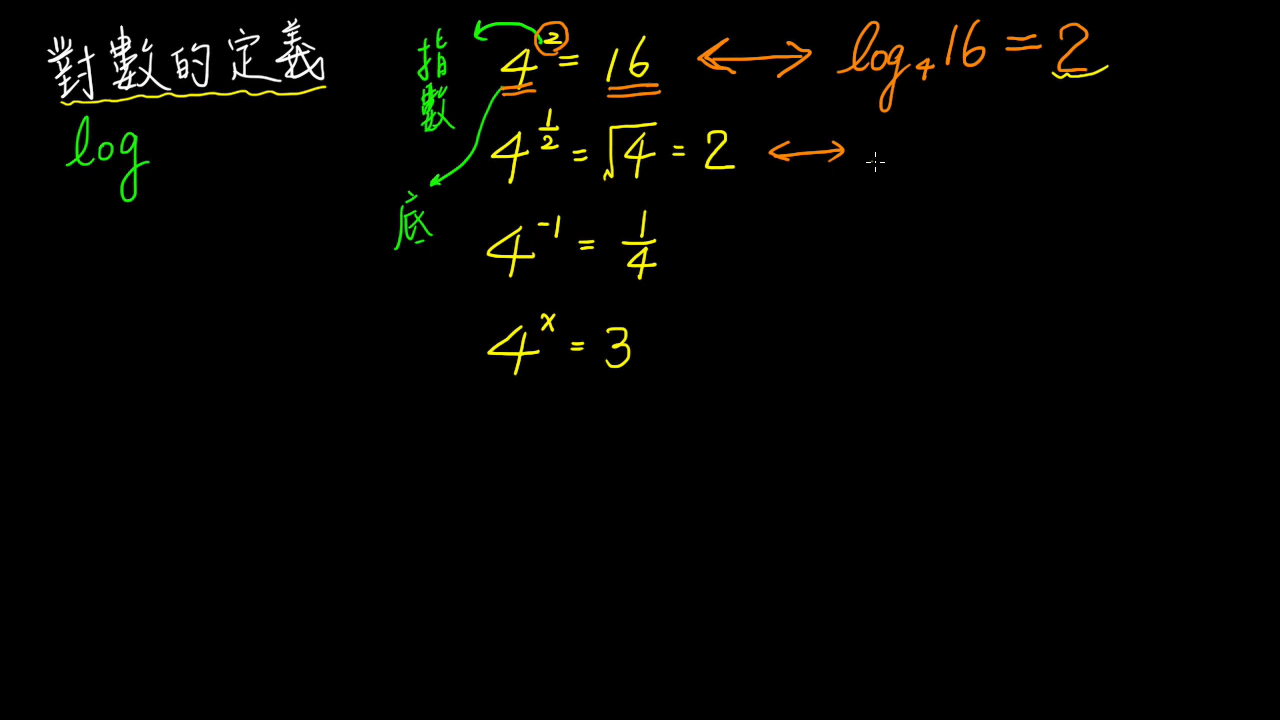 對數的定義
log
指數
底
4² = 16 ⟷ log₄16 = 2
4^{1/2} = √4 = 2 ⟷
4^{-1} = 1/4
4^x = 3